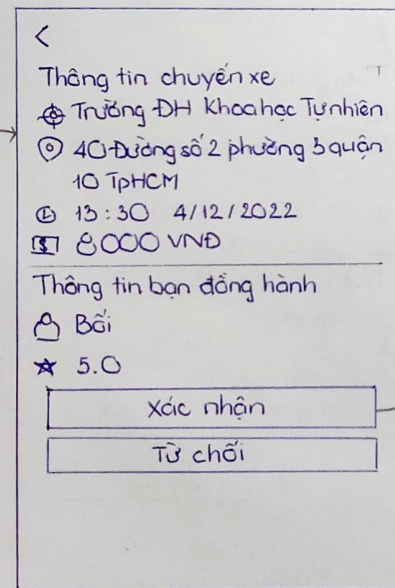 <
Thông tin chuyến xe
Trường ĐH Khoa học Tự nhiên
40 Đường số 2 phường 3 quận
10 TpHCM
13:30 4/12/2022
$ 8000 VNĐ
Thông tin bạn đồng hành
Bối
5.0
Xác nhận
Từ chối